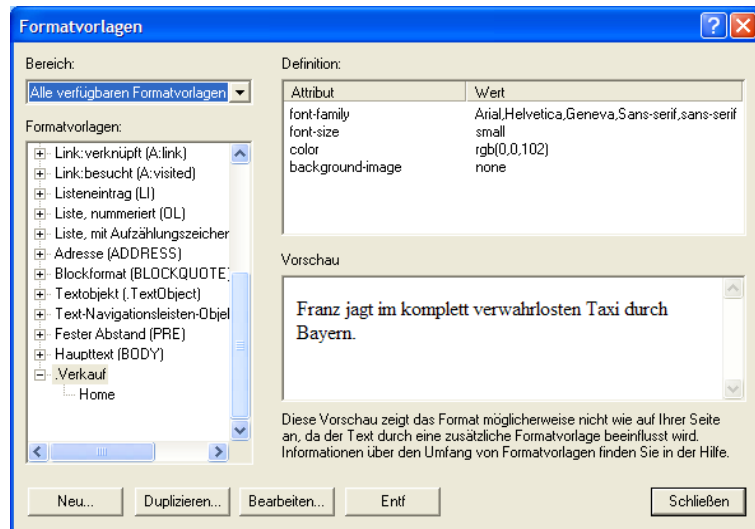 Formatvorlagen
Bereich:
Alle verfügbaren Formatvorlagen
Formatvorlagen:
Link:verknüpft (A:link)
Link:besucht (A:visited)
Listeneintrag (LI)
Liste, nummeriert (OL)
Liste, mit Aufzählungszeicher
Adresse (ADDRESS)
Blockformat (BLOCKQUOTE)
Textobjekt (.TextObject)
Text-Navigationsleisten-Objel
Fester Abstand (PRE)
Haupttext (BODY)
.Verkauf
Home
Definition:
Attribut Wert
font-family Arial,Helvetica,Geneva,Sans-serif,sans-serif
font-size small
color rgb(0,0,102)
background-image none
Vorschau
Franz jagt im komplett verwahrlosten Taxi durch
Bayern.
Diese Vorschau zeigt das Format möglicherweise nicht wie auf Ihrer Seite
an, da der Text durch eine zusätzliche Formatvorlage beeinflusst wird.
Informationen über den Umfang von Formatvorlagen finden Sie in der Hilfe.
Neu... Duplizieren... Bearbeiten... Entf Schließen